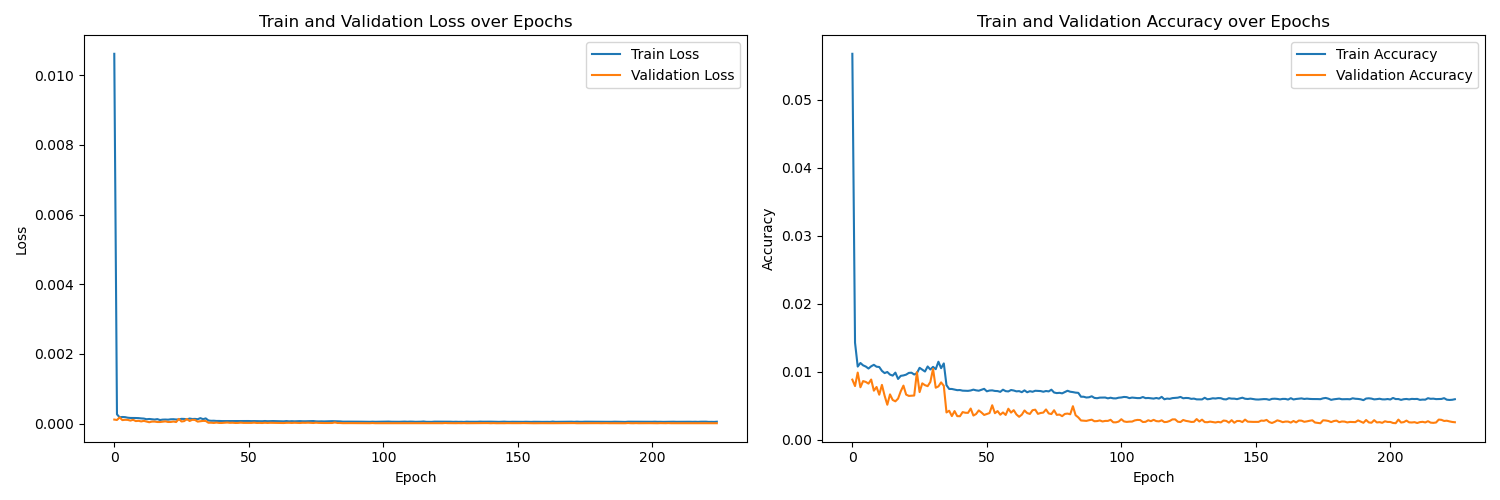 Train and Validation Loss over Epochs
Train Loss
Validation Loss
0.010
0.008
0.006
0.004
0.002
0.000
Loss
0
50
100
150
200
Epoch
Train and Validation Accuracy over Epochs
Train Accuracy
Validation Accuracy
0.05
0.04
0.03
0.02
0.01
0.00
Accuracy
0
50
100
150
200
Epoch